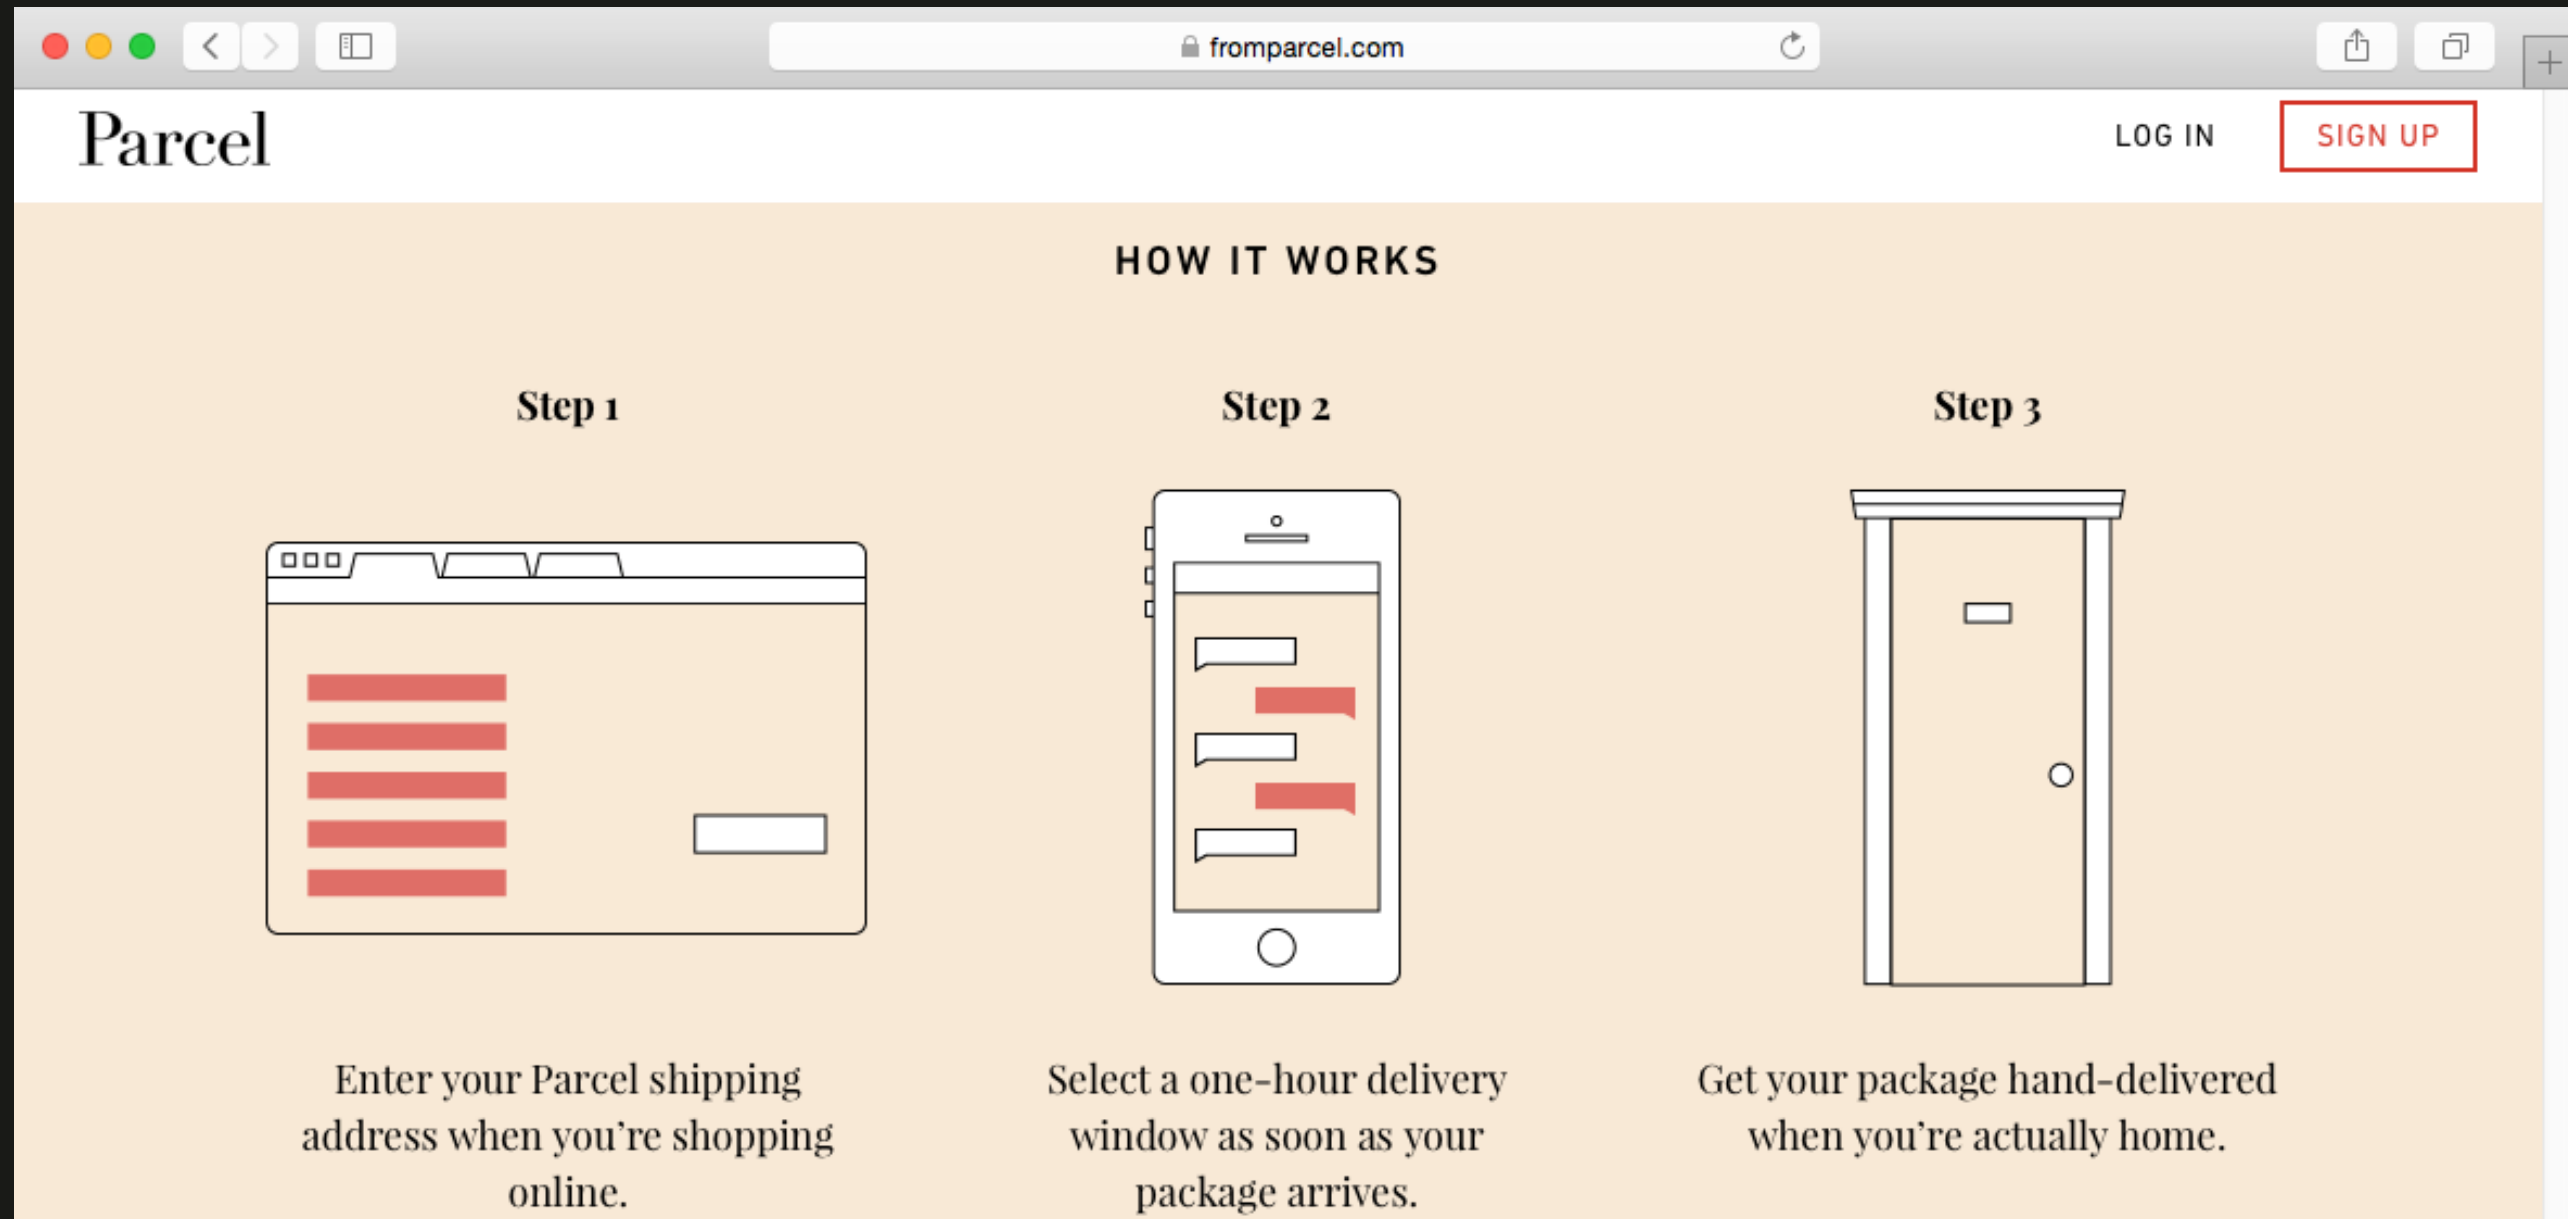 fromparcel.com
Parcel
LOG IN
SIGN UP
HOW IT WORKS
Step 1
Step 2
Step 3
Enter your Parcel shipping
address when you’re shopping
online.
Select a one-hour delivery
window as soon as your
package arrives.
Get your package hand-delivered
when you’re actually home.